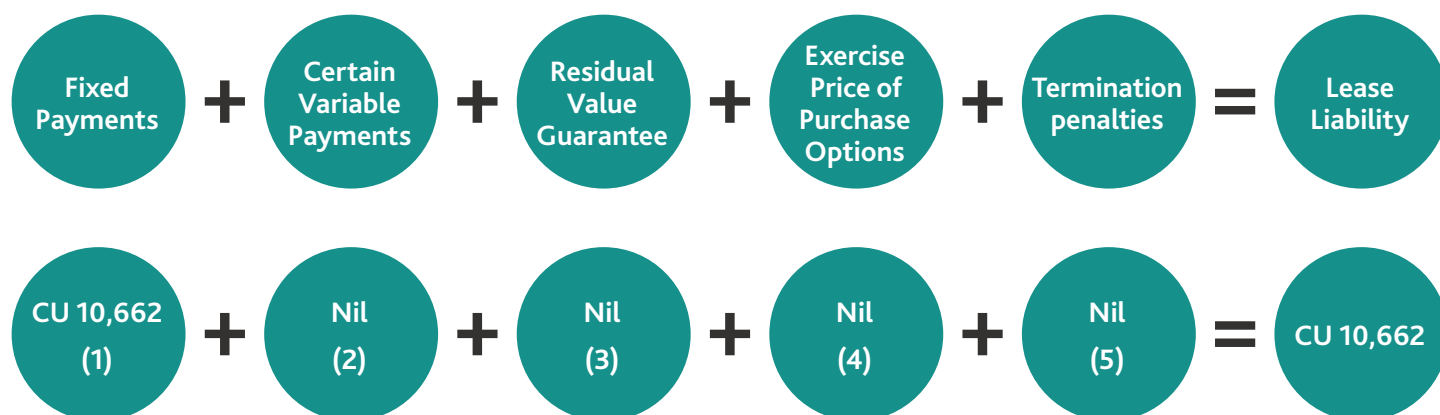 Fixed
Payments
+
Certain
Variable
Payments
+
Residual
Value
Guarantee
+
Exercise
Price of
Purchase
Options
+
Termination
penalties
=
Lease
Liability
CU 10,662
(1)
+
Nil
(2)
+
Nil
(3)
+
Nil
(4)
+
Nil
(5)
=
CU 10,662